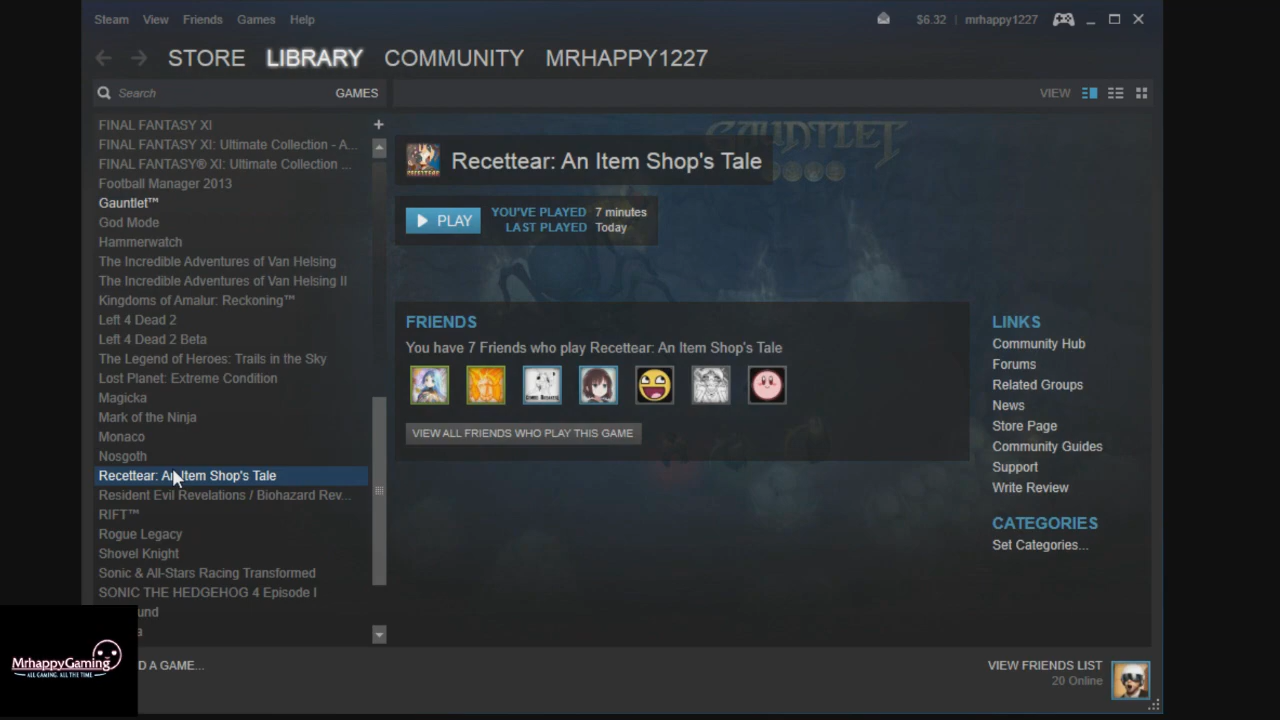 Steam View Friends Games Help
$6.32 | mrhappy1227
STORE LIBRARY COMMUNITY MRHAPPY1227
Search GAMES
VIEW
FINAL FANTASY XI
FINAL FANTASY XI: Ultimate Collection - A...
FINAL FANTASY® XI: Ultimate Collection ...
Football Manager 2013
Gauntlet™
God Mode
Hammerwatch
The Incredible Adventures of Van Helsing
The Incredible Adventures of Van Helsing II
Kingdoms of Amalur: Reckoning™
Left 4 Dead 2
Left 4 Dead 2 Beta
The Legend of Heroes: Trails in the Sky
Lost Planet: Extreme Condition
Magicka
Mark of the Ninja
Monaco
Nosgoth
Recettear: An Item Shop's Tale
Resident Evil Revelations / Biohazard Rev...
RIFT™
Rogue Legacy
Shovel Knight
Sonic & All-Stars Racing Transformed
SONIC THE HEDGEHOG 4 Episode I
und
a
D A GAME...
GAUNTLET
Recettear: An Item Shop's Tale
PLAY
YOU'VE PLAYED 7 minutes
LAST PLAYED Today
FRIENDS
You have 7 Friends who play Recettear: An Item Shop's Tale
VIEW ALL FRIENDS WHO PLAY THIS GAME
LINKS
Community Hub
Forums
Related Groups
News
Store Page
Community Guides
Support
Write Review
CATEGORIES
Set Categories...
VIEW FRIENDS LIST
20 Online
MrhappyGaming
ALL GAMING. ALL THE TIME.